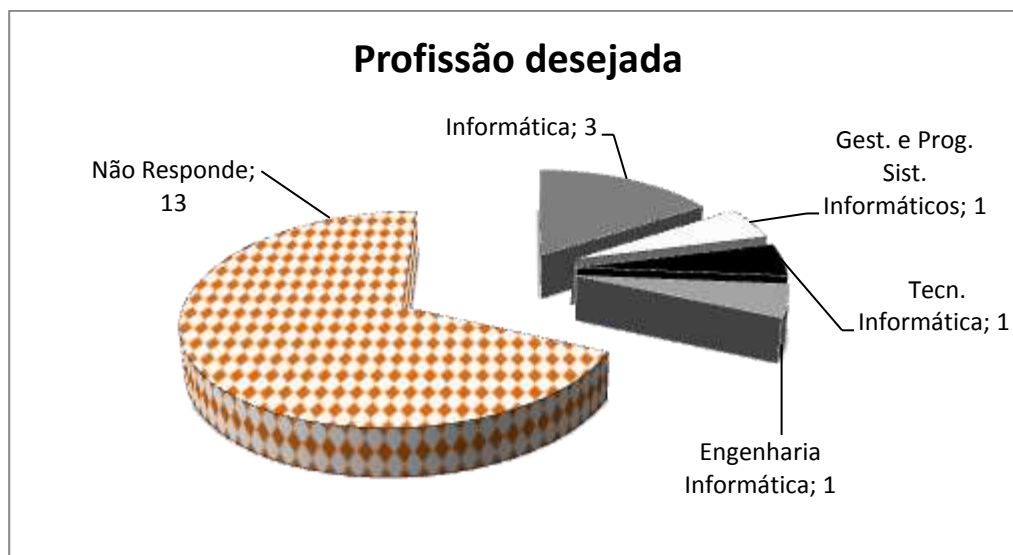 Profissão desejada
Informática; 3
Gest. e Prog.
Sist.
Informáticos; 1
Não Responde;
13
Tecn.
Informática; 1
Engenharia
Informática; 1